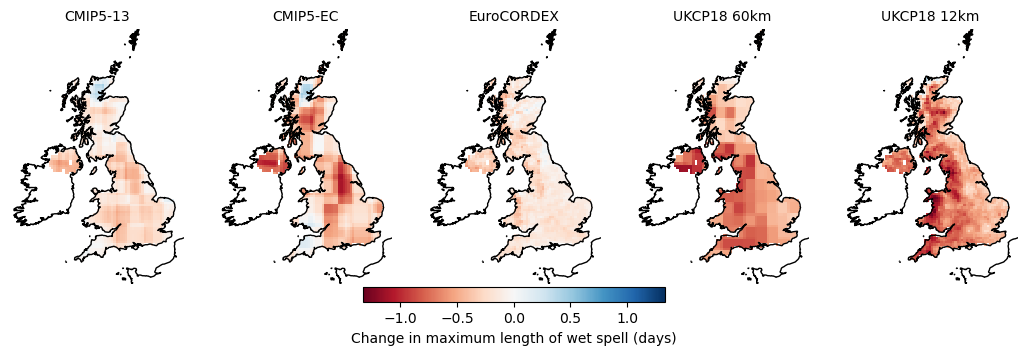 CMIP5-13 CMIP5-EC EuroCORDEX UKCP18 60km UKCP18 12km
−1.0 −0.5 0.0 0.5 1.0
Change in maximum length of wet spell (days)